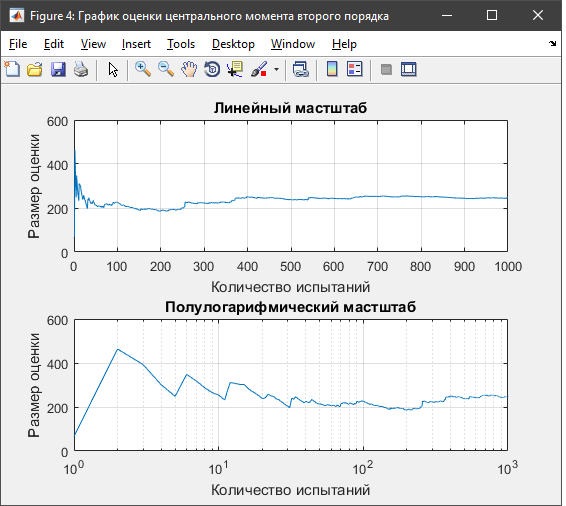 Figure 4: График оценки центрального момента второго порядка
File Edit View Insert Tools Desktop Window Help
Линейный мастштаб
600
400
200
0
Размер оценки
0 100 200 300 400 500 600 700 800 900 1000
Количество испытаний
Полулогарифмический мастштаб
600
400
200
0
Размер оценки
10^0 10^1 10^2 10^3
Количество испытаний